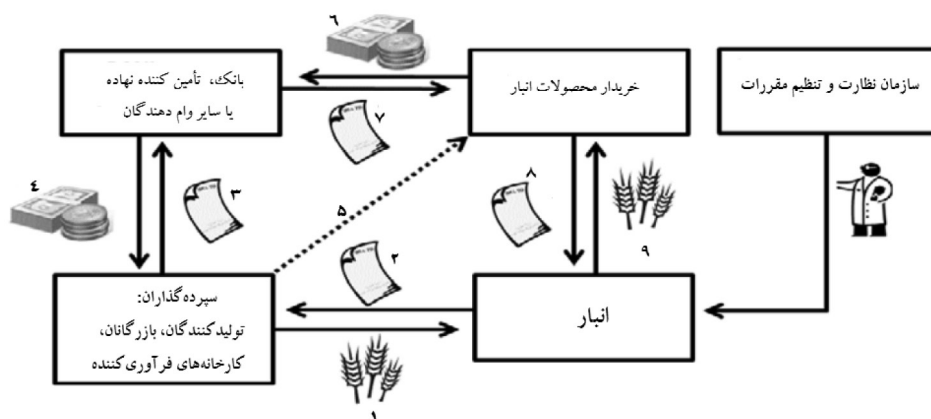 ۶
بانک، تأمین کننده نهاده
یا سایر وام دهندگان
خریدار محصولات انبار
سازمان نظارت و تنظیم مقررات
۷
۴
۳
۵
۸
۲
۹
سپرده‌گذاران:
تولیدکنندگان، بازرگانان،
کارخانه‌های فرآوری‌کننده
انبار
۱